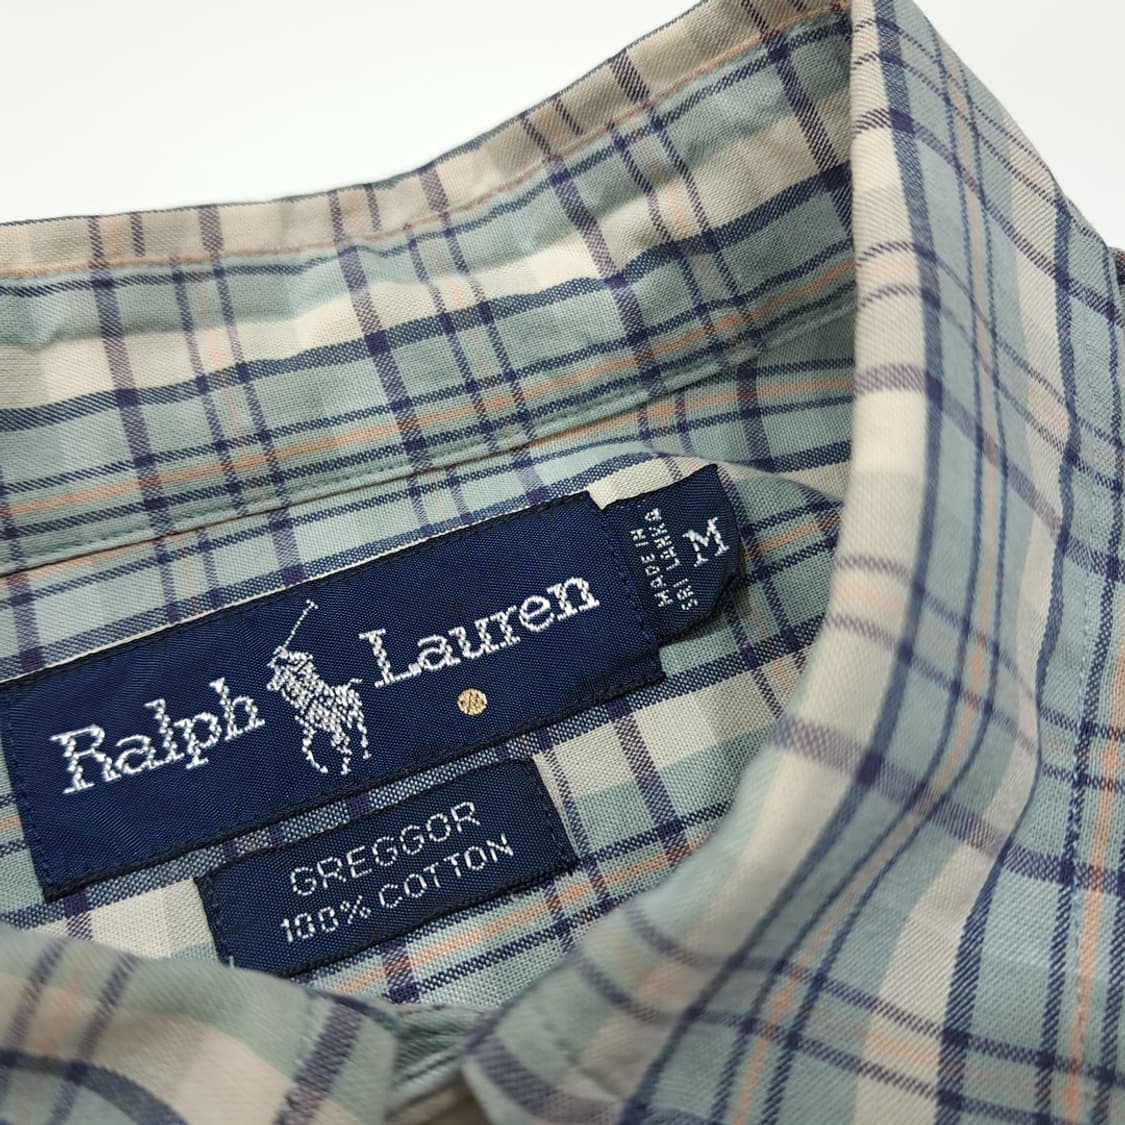 Ralph Lauren
M
MADE IN
SRI LANKA
GREGGOR
100% COTTON